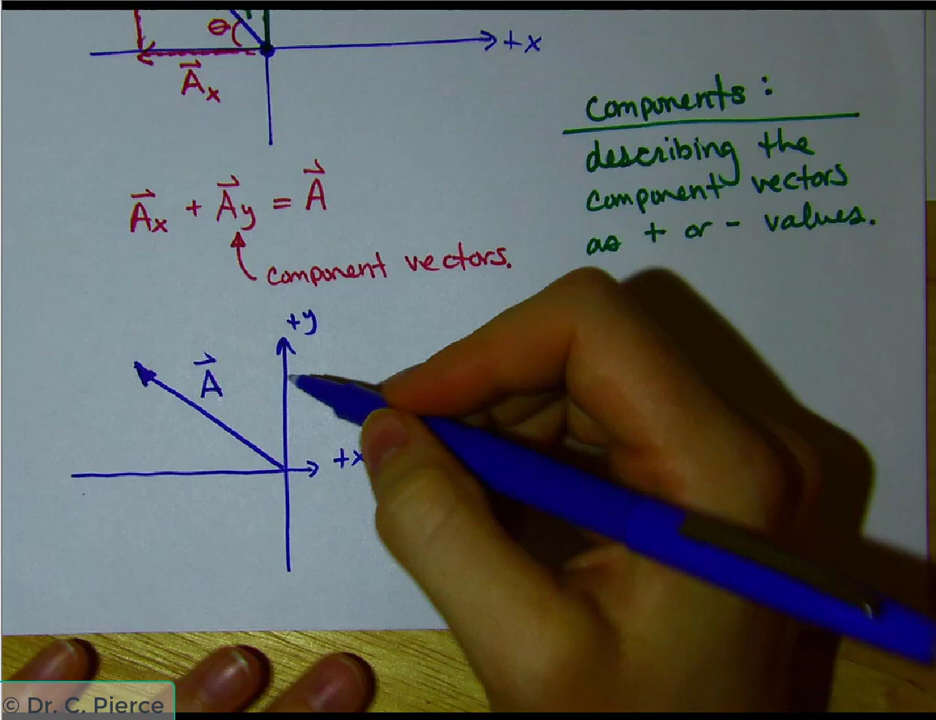 θ
+x
A⃗x
Components:
describing the
component vectors
as + or - values.
A⃗x + A⃗y = A⃗
component vectors.
+y
A⃗
+x
© Dr. C. Pierce